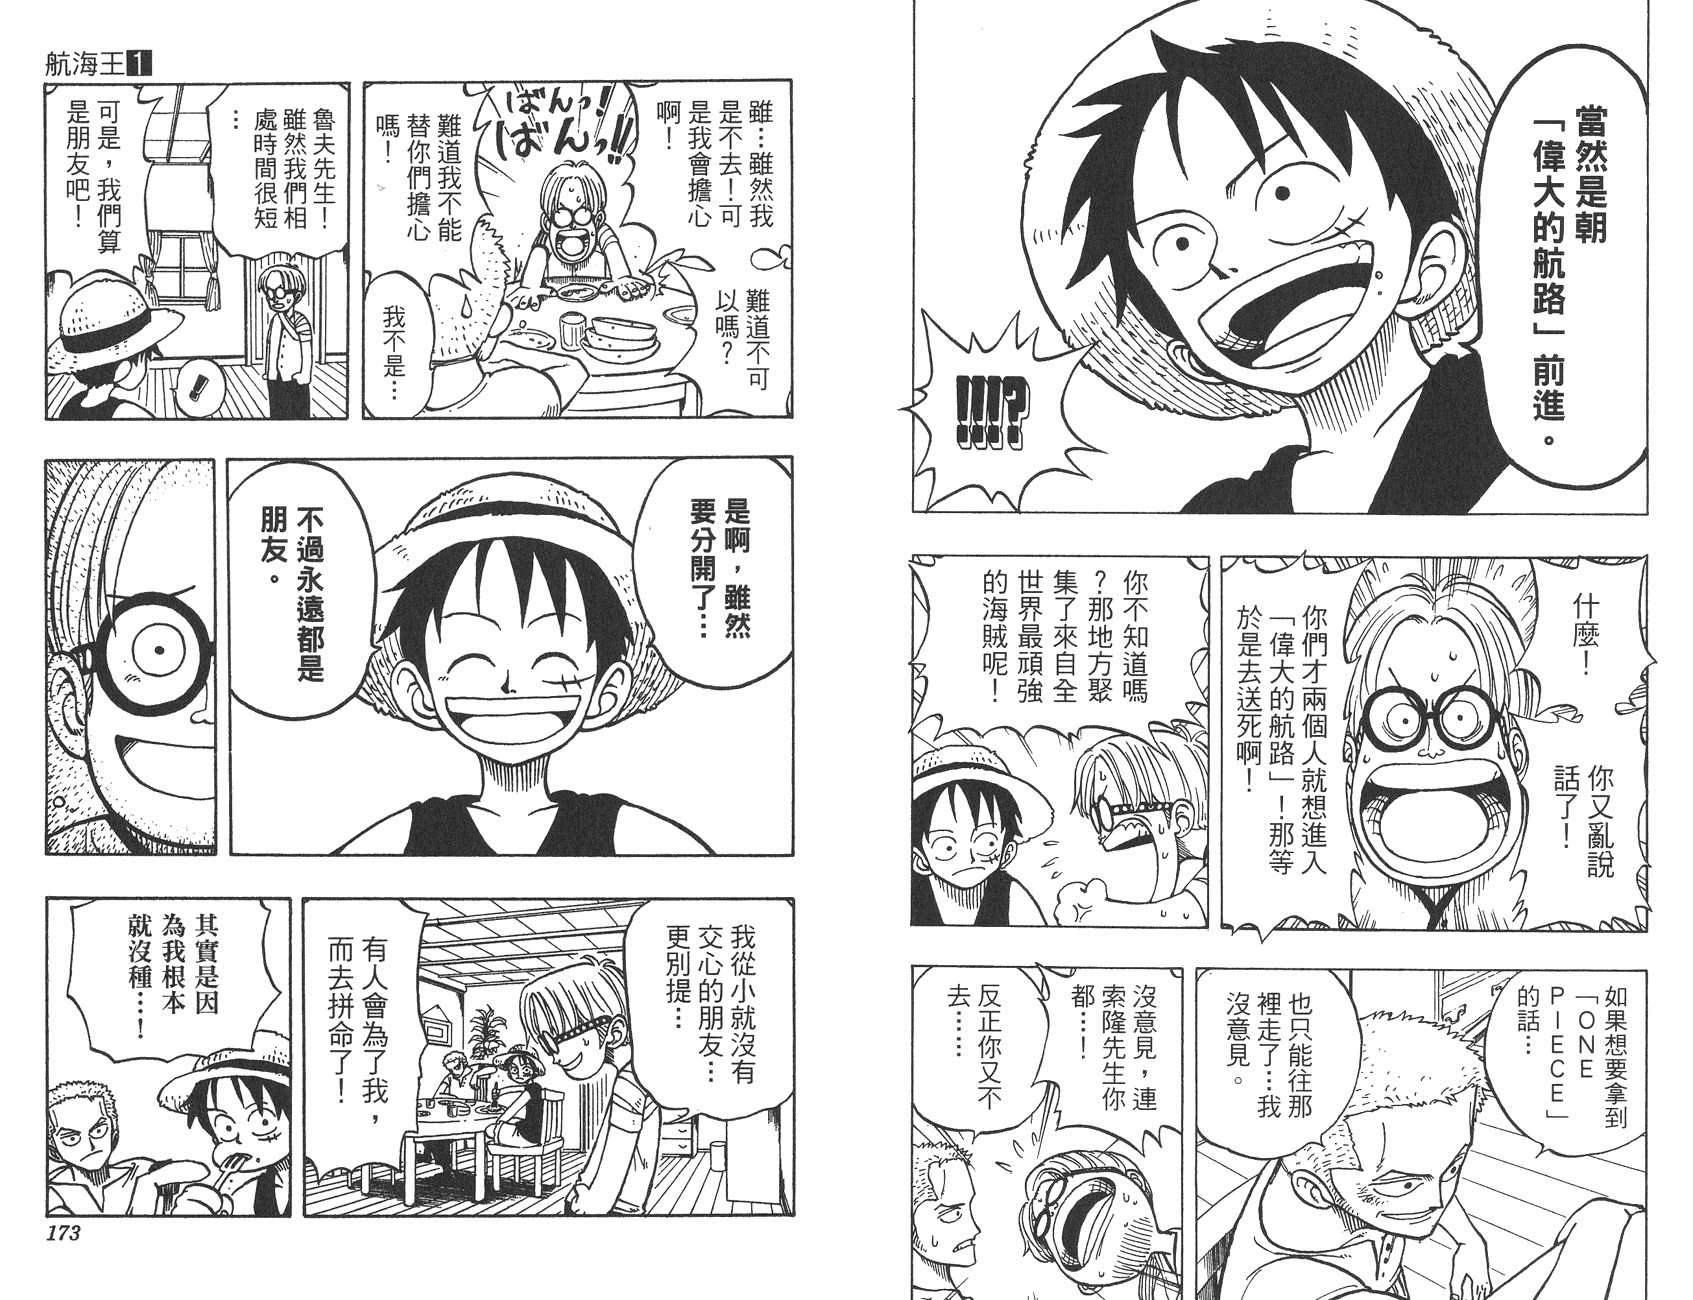 當然是朝
「偉大的航路」前進。
!!!?
什麼！
你又亂說
話了！
你們才兩個人就想進入
「偉大的航路」！那等
於是去送死啊！
你不知道嗎
？那地方聚
集了來自全
世界最頑強
的海賊呢！
如果想要拿到
「ONE
PIECE」
的話…
也只能往那
裡走了…我
沒意見。
沒意見，連
索隆先生你
都…！
反正你又不
去……
航海王1
雖…雖然我
是不去！可
是我會擔心
啊！
難道不可
以嗎？
ばんっ！
ばんっ!!
難道我不能
替你們擔心
嗎！
我不是…
魯夫先生！
雖然我們相
處時間很短
…
可是，我們算
是朋友吧！
!
是啊，雖然
要分開了…
不過永遠都是
朋友。
我從小就沒有
交心的朋友…
更別提…
有人會為了我，
而去拼命了！
其實是因
為我根本
就沒種…！
173